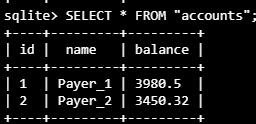 sqlite> SELECT * FROM "accounts";
+----+---------+---------+
| id |  name   | balance |
+----+---------+---------+
| 1  | Payer_1 | 3980.5  |
| 2  | Payer_2 | 3450.32 |
+----+---------+---------+